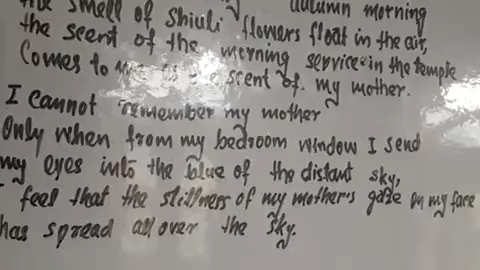 the smell of Shiuli flowers float in the air,
autumn morning
the scent of the morning service in the temple
Comes to me as the scent of my mother.
I cannot remember my mother
Only when from my bedroom window I send
my eyes into the blue of the distant sky,
I feel that the stillness of my mother's gaze on my face
has spread all over the sky.